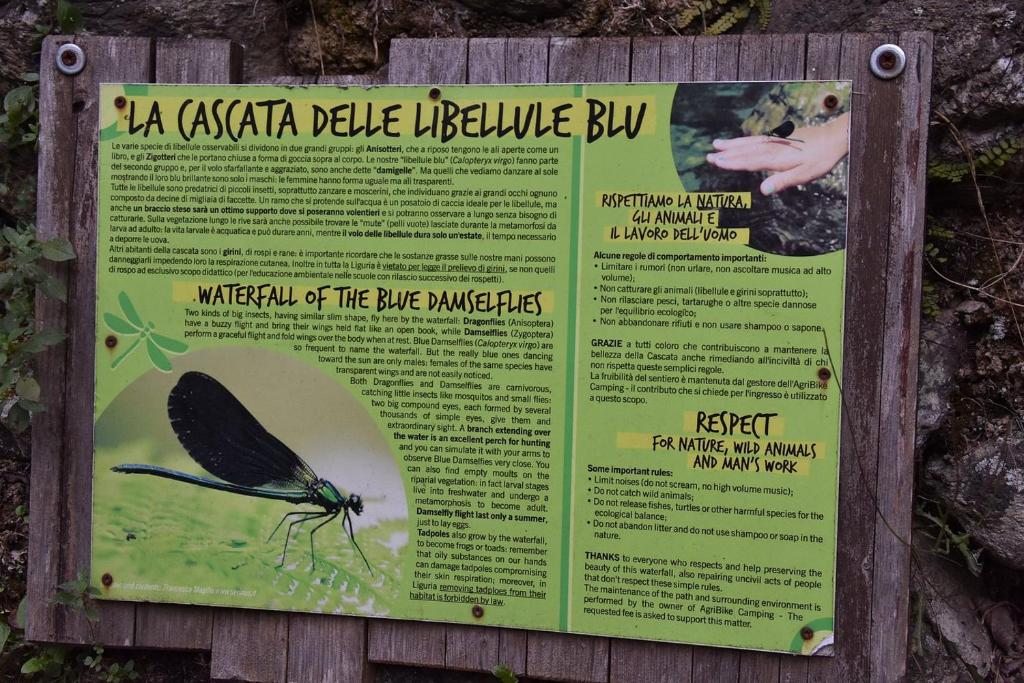 LA CASCATA DELLE LIBELLULE BLU
Le varie specie di libellule osservabili si dividono in due grandi gruppi: gli Anisotteri, che a riposo tengono le ali aperte come un
libro, e gli Zigotteri che le portano chiuse a forma di goccia sopra al corpo. Le nostre "libellule blu" (Calopteryx virgo) fanno parte
del secondo gruppo e, per il volo sfarfallante e aggraziato, sono anche dette "damigelle". Ma quelli che vediamo danzare al sole
mostrando il loro blu brillante sono solo i maschi: le femmine hanno forma uguale ma ali trasparenti.
Tutte le libellule sono predatrici di piccoli insetti, soprattutto zanzare e moscerini, che individuano grazie ai grandi occhi ognuno
composto da decine di migliaia di faccette. Un ramo che si protende sull'acqua è un posatoio di caccia ideale per le libellule, ma
anche un braccio steso sarà un ottimo supporto dove si poseranno volentieri e si potranno osservare a lungo senza bisogno di
catturarle. Sulla vegetazione lungo le rive sarà anche possibile trovare le "mute" (pelli vuote) lasciate durante la metamorfosi da
larva ad adulto: la vita larvale è acquatica e può durare anni, mentre il volo delle libellule dura solo un'estate, il tempo necessario
a deporre le uova.
Altri abitanti della cascata sono i girini, di rospi e rane: è importante ricordare che le sostanze grasse sulle nostre mani possono
danneggiarli impedendo loro la respirazione cutanea. Inoltre in tutta la Liguria è vietato per legge il prelievo di girini, se non quelli
di rospo ad esclusivo scopo didattico (per l'educazione ambientale nelle scuole con rilascio successivo dei rospetti).
WATERFALL OF THE BLUE DAMSELFLIES
Two kinds of big insects, having similar slim shape, fly here by the waterfall: Dragonflies (Anisoptera)
have a buzzy flight and bring their wings held flat like an open book, while Damselflies (Zygoptera)
perform a graceful flight and fold wings over the body when at rest. Blue Damselflies (Calopteryx virgo) are
so frequent to name the waterfall. But the really blue ones dancing
toward the sun are only males: females of the same species have
transparent wings and are not easily noticed.
Both Dragonflies and Damselflies are carnivorous,
catching little insects like mosquitos and small flies:
two big compound eyes, each formed by several
thousands of simple eyes, give them and
extraordinary sight. A branch extending over
the water is an excellent perch for hunting
and you can simulate it with your arms to
observe Blue Damselflies very close. You
can also find empty moults on the
riparial vegetation: in fact larval stages
live into freshwater and undergo a
metamorphosis to become adult.
Damselfly flight last only a summer,
just to lay eggs.
Tadpoles also grow by the waterfall,
to become frogs or toads: remember
that oily substances on our hands
can damage tadpoles compromising
their skin respiration; moreover, in
Liguria removing tadpoles from their
habitat is forbidden by law.
RISPETTIAMO LA NATURA,
GLI ANIMALI E
IL LAVORO DELL'UOMO
Alcune regole di comportamento importanti:
• Limitare i rumori (non urlare, non ascoltare musica ad alto
volume);
• Non catturare gli animali (libellule e girini soprattutto);
• Non rilasciare pesci, tartarughe o altre specie dannose
per l'equilibrio ecologico;
• Non abbandonare rifiuti e non usare shampoo o sapone.
GRAZIE a tutti coloro che contribuiscono a mantenere la
bellezza della Cascata anche rimediando all'inciviltà di chi
non rispetta queste semplici regole.
La fruibilità del sentiero è mantenuta dal gestore dell'AgriBike
Camping - il contributo che si chiede per l'ingresso è utilizzato
a questo scopo.
RESPECT
FOR NATURE, WILD ANIMALS
AND MAN'S WORK
Some important rules:
• Limit noises (do not scream, no high volume music);
• Do not catch wild animals;
• Do not release fishes, turtles or other harmful species for the
ecological balance;
• Do not abandon litter and do not use shampoo or soap in the
nature.
THANKS to everyone who respects and help preserving the
beauty of this waterfall, also repairing uncivil acts of people
that don't respect these simple rules.
The maintenance of the path and surrounding environment is
performed by the owner of AgriBike Camping - The
requested fee is asked to support this matter.